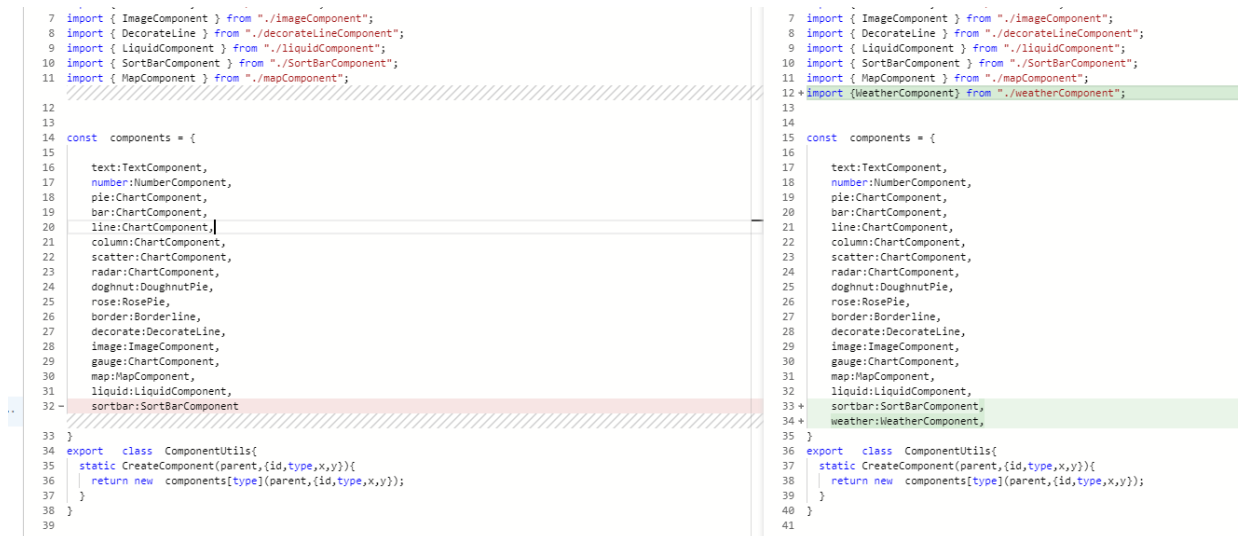 7 import { ImageComponent } from "./imageComponent";
8 import { DecorateLine } from "./decorateLineComponent";
9 import { LiquidComponent } from "./liquidComponent";
10 import { SortBarComponent } from "./SortBarComponent";
11 import { MapComponent } from "./mapComponent";
12
13
14 const  components = {
15
16     text:TextComponent,
17     number:NumberComponent,
18     pie:ChartComponent,
19     bar:ChartComponent,
20     line:ChartComponent,
21     column:ChartComponent,
22     scatter:ChartComponent,
23     radar:ChartComponent,
24     doghnut:DoughnutPie,
25     rose:RosePie,
26     border:Borderline,
27     decorate:DecorateLine,
28     image:ImageComponent,
29     gauge:ChartComponent,
30     map:MapComponent,
31     liquid:LiquidComponent,
32 -   sortbar:SortBarComponent
33 }
34 export   class  ComponentUtils{
35   static CreateComponent(parent,{id,type,x,y}){
36     return new  components[type](parent,{id,type,x,y});
37   }
38 }
39
7 import { ImageComponent } from "./imageComponent";
8 import { DecorateLine } from "./decorateLineComponent";
9 import { LiquidComponent } from "./liquidComponent";
10 import { SortBarComponent } from "./SortBarComponent";
11 import { MapComponent } from "./mapComponent";
12 + import {WeatherComponent} from "./weatherComponent";
13
14
15 const  components = {
16
17     text:TextComponent,
18     number:NumberComponent,
19     pie:ChartComponent,
20     bar:ChartComponent,
21     line:ChartComponent,
22     column:ChartComponent,
23     scatter:ChartComponent,
24     radar:ChartComponent,
25     doghnut:DoughnutPie,
26     rose:RosePie,
27     border:Borderline,
28     decorate:DecorateLine,
29     image:ImageComponent,
30     gauge:ChartComponent,
31     map:MapComponent,
32     liquid:LiquidComponent,
33 +   sortbar:SortBarComponent,
34 +   weather:WeatherComponent,
35 }
36 export   class  ComponentUtils{
37   static CreateComponent(parent,{id,type,x,y}){
38     return new  components[type](parent,{id,type,x,y});
39   }
40 }
41